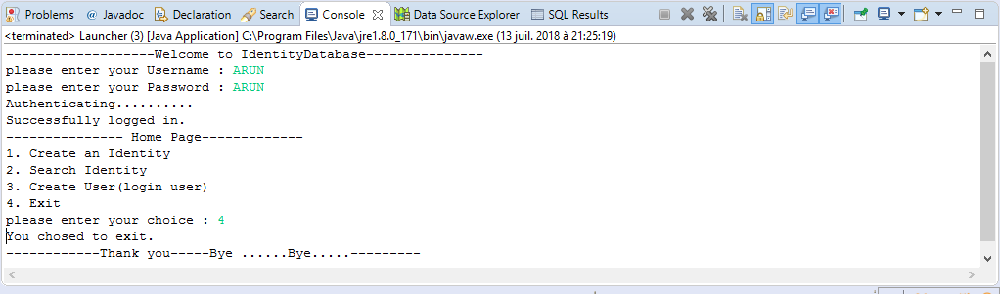 Problems @ Javadoc Declaration Search Console Data Source Explorer SQL Results
<terminated> Launcher (3) [Java Application] C:\Program Files\Java\jre1.8.0_171\bin\javaw.exe (13 juil. 2018 à 21:25:19)
-------------------Welcome to IdentityDatabase---------------
please enter your Username : ARUN
please enter your Password : ARUN
Authenticating..........
Successfully logged in.
--------------- Home Page-------------
1. Create an Identity
2. Search Identity
3. Create User(login user)
4. Exit
please enter your choice : 4
You chosed to exit.
------------Thank you-----Bye ......Bye.....---------